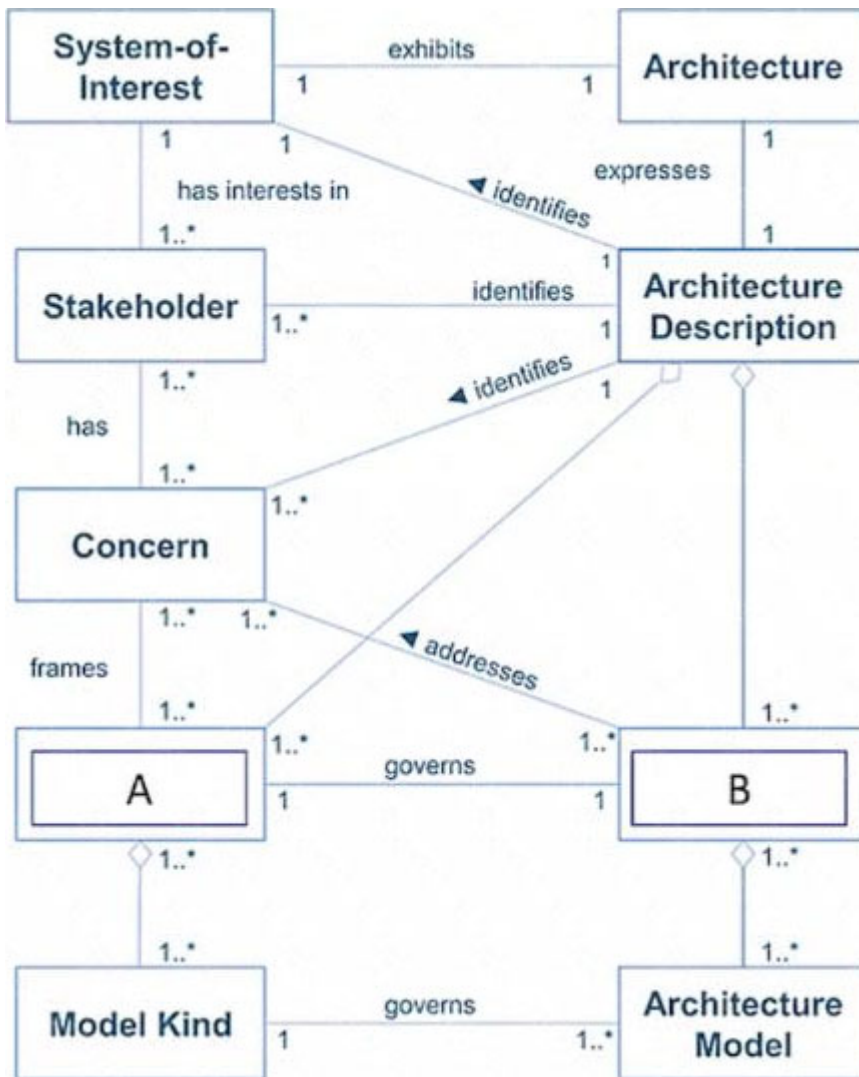 System-of-
Interest
exhibits
Architecture
1
1
1
1
1
has interests in
identifies
expresses
1..*
1
1
Stakeholder
identifies
Architecture
Description
1..*
1
1..*
identifies
1
has
1..*
1..*
Concern
1..*
1..*
addresses
frames
1..*
1..*
1..*
1..*
A
governs
B
1
1
1..*
1..*
1..*
1..*
Model Kind
governs
Architecture
Model
1
1..*